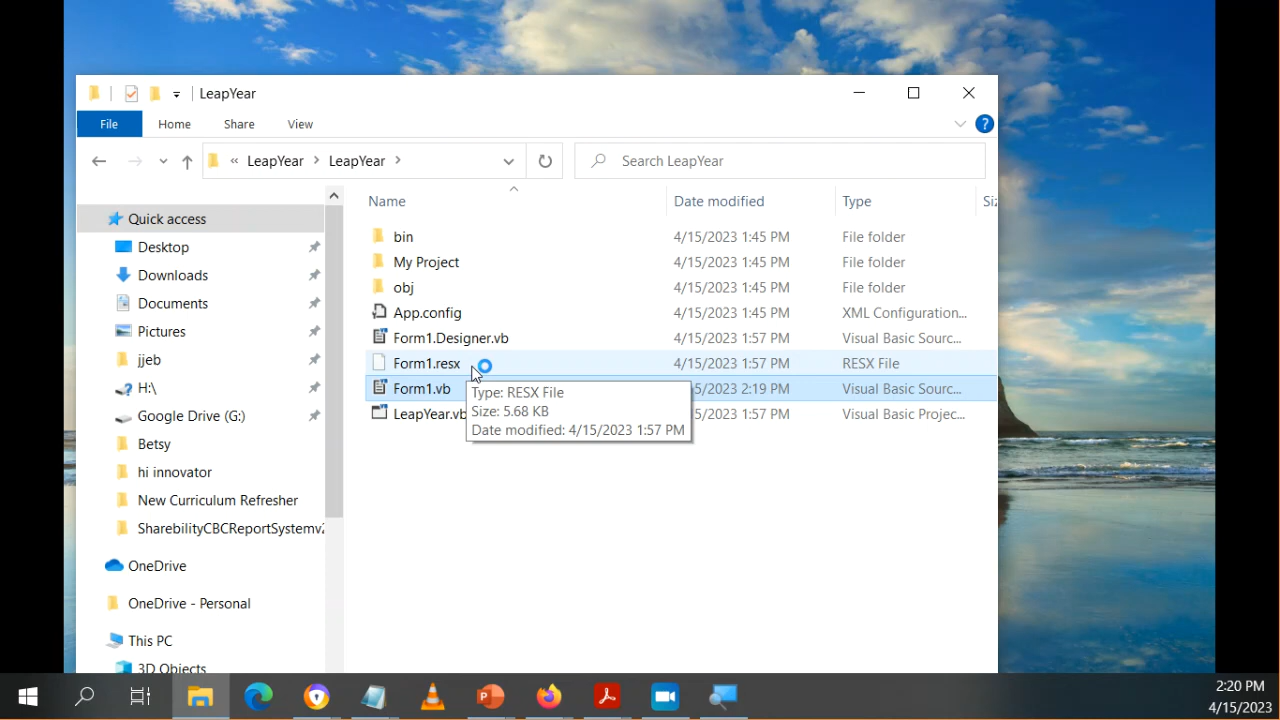 LeapYear
File Home Share View
« LeapYear > LeapYear > Search LeapYear
Name Date modified Type
Quick access
Desktop
Downloads
Documents
Pictures
jjeb
H:\
Google Drive (G:)
Betsy
hi innovator
New Curriculum Refresher
SharebilityCBCReportSystemv
OneDrive
OneDrive - Personal
This PC
3D Objects
bin 4/15/2023 1:45 PM File folder
My Project 4/15/2023 1:45 PM File folder
obj 4/15/2023 1:45 PM File folder
App.config 4/15/2023 1:45 PM XML Configuration...
Form1.Designer.vb 4/15/2023 1:57 PM Visual Basic Sourc...
Form1.resx 4/15/2023 1:57 PM RESX File
Form1.vb 5/2023 2:19 PM Visual Basic Sourc...
LeapYear.vb 5/2023 1:57 PM Visual Basic Projec...
Type: RESX File
Size: 5.68 KB
Date modified: 4/15/2023 1:57 PM
2:20 PM
4/15/2023